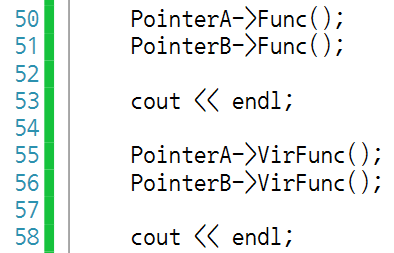 50 PointerA->Func();
51 PointerB->Func();
52
53 cout << endl;
54
55 PointerA->VirFunc();
56 PointerB->VirFunc();
57
58 cout << endl;